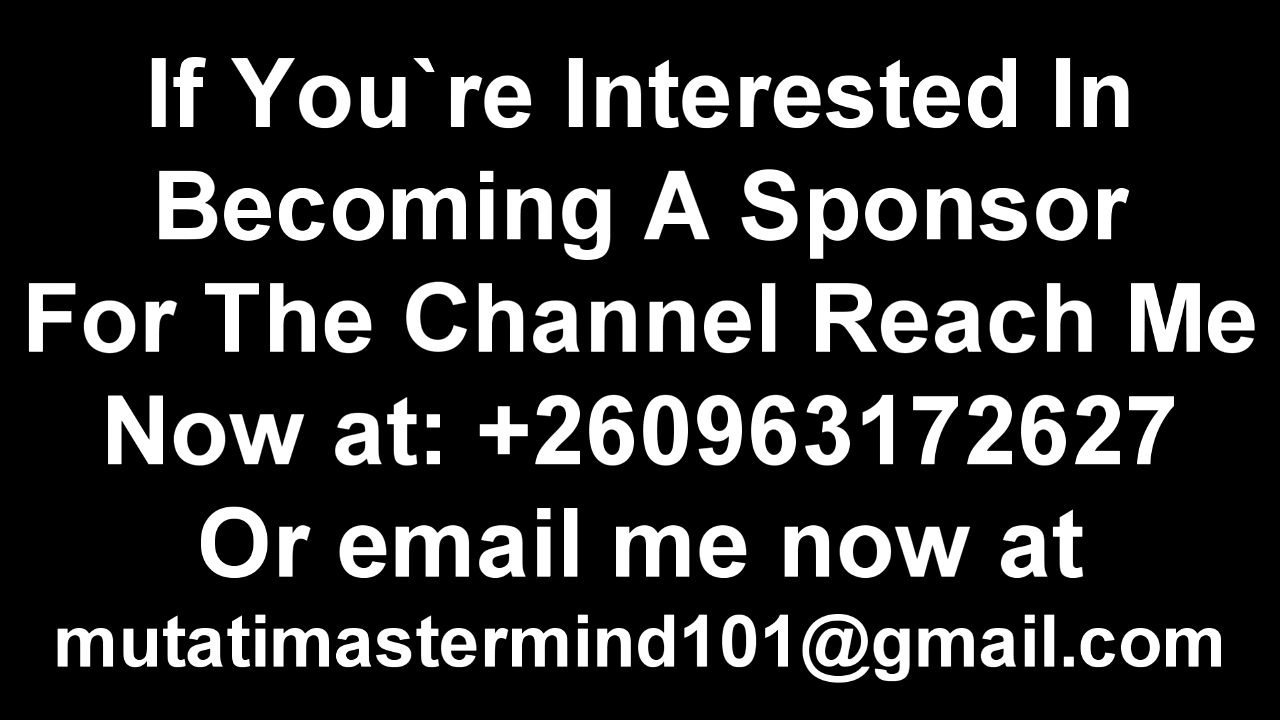 If You`re Interested In
Becoming A Sponsor
For The Channel Reach Me
Now at: +260963172627
Or email me now at
mutatimastermind101@gmail.com